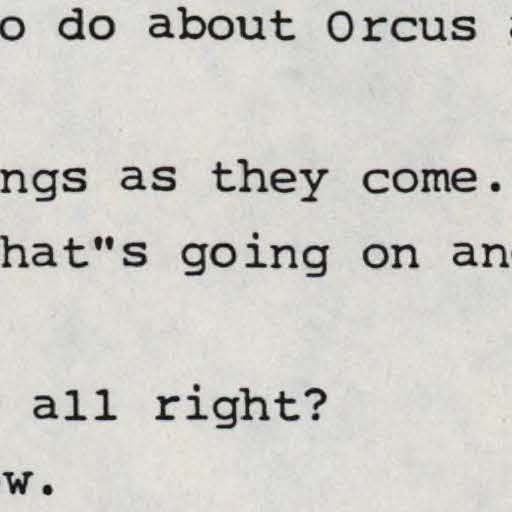 o do about Orcus
ngs as they come.
hat"s going on an
all right?
w.